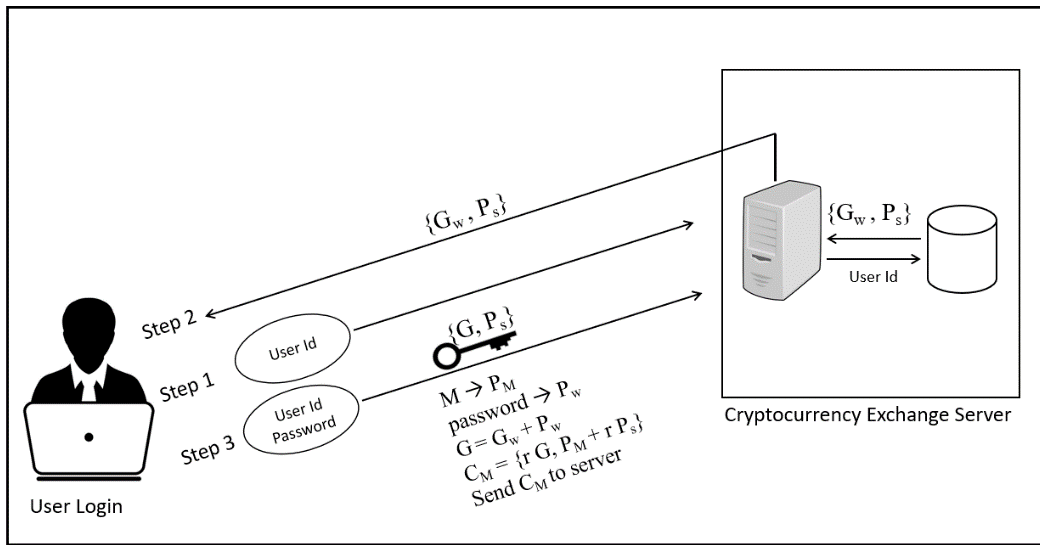 {G_w, P_s}
{G_w, P_s}
User Id
Step 2
User Id
{G, P_s}
Step 1
User Id
Password
Step 3
M → P_M
password → P_w
G= G_w + P_w
C_M = {r G, P_M + r P_s}
Send C_M to server
Cryptocurrency Exchange Server
User Login